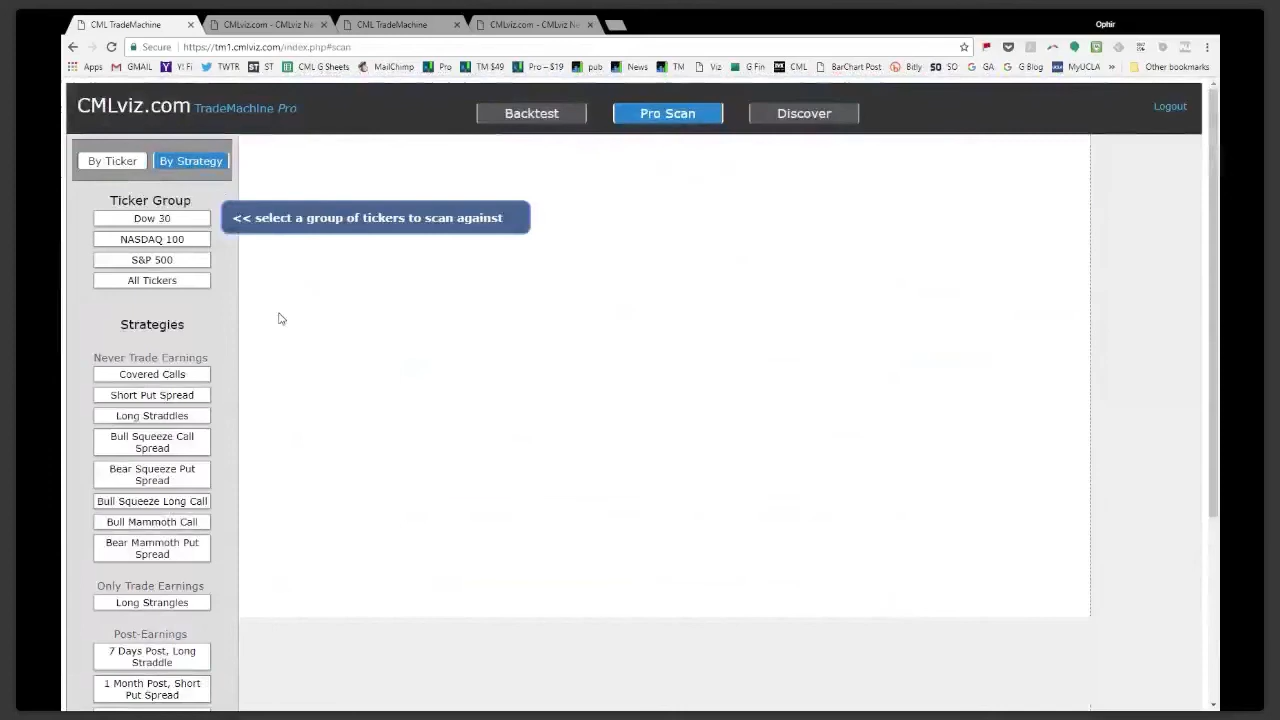 CML TradeMachine
CMLviz.com - CMLviz Ne
CML TradeMachine
CMLviz.com - CMLviz Ne
Ophir
Secure
https://tm1.cmlviz.com/index.php#scan
Apps GMAIL Y! Fi TWTR ST CML G Sheets MailChimp Pro TM $49 Pro – $19 pub News TM Viz G Fin CML BarChart Post Bitly SO GA G Blog MyUCLA » Other bookmarks
CMLviz.com TradeMachine Pro
Backtest
Pro Scan
Discover
Logout
By Ticker
By Strategy
Ticker Group
Dow 30
<< select a group of tickers to scan against
NASDAQ 100
S&P 500
All Tickers
Strategies
Never Trade Earnings
Covered Calls
Short Put Spread
Long Straddles
Bull Squeeze Call
Spread
Bear Squeeze Put
Spread
Bull Squeeze Long Call
Bull Mammoth Call
Bear Mammoth Put
Spread
Only Trade Earnings
Long Strangles
Post-Earnings
7 Days Post, Long
Straddle
1 Month Post, Short
Put Spread